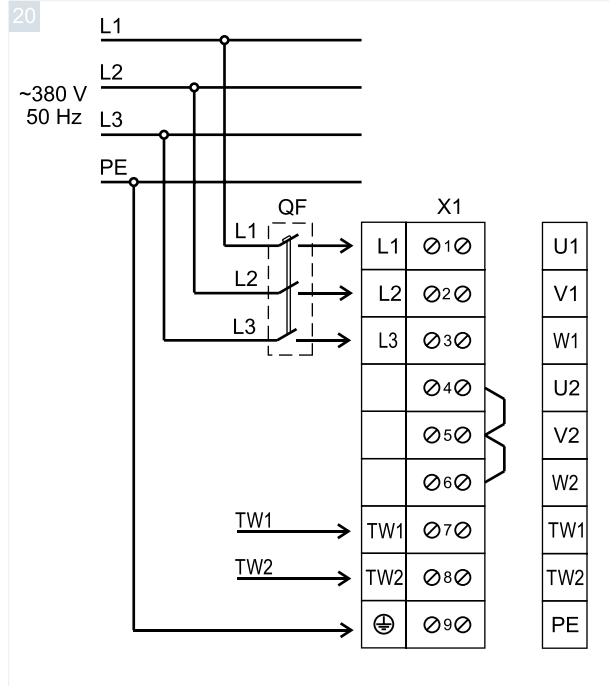 20
L1
L2
~380 V
50 Hz
L3
PE
QF
X1
L1
L1
1
U1
L2
L2
2
V1
L3
L3
3
W1
4
U2
5
V2
6
W2
TW1
TW1
7
TW1
TW2
TW2
8
TW2
9
PE